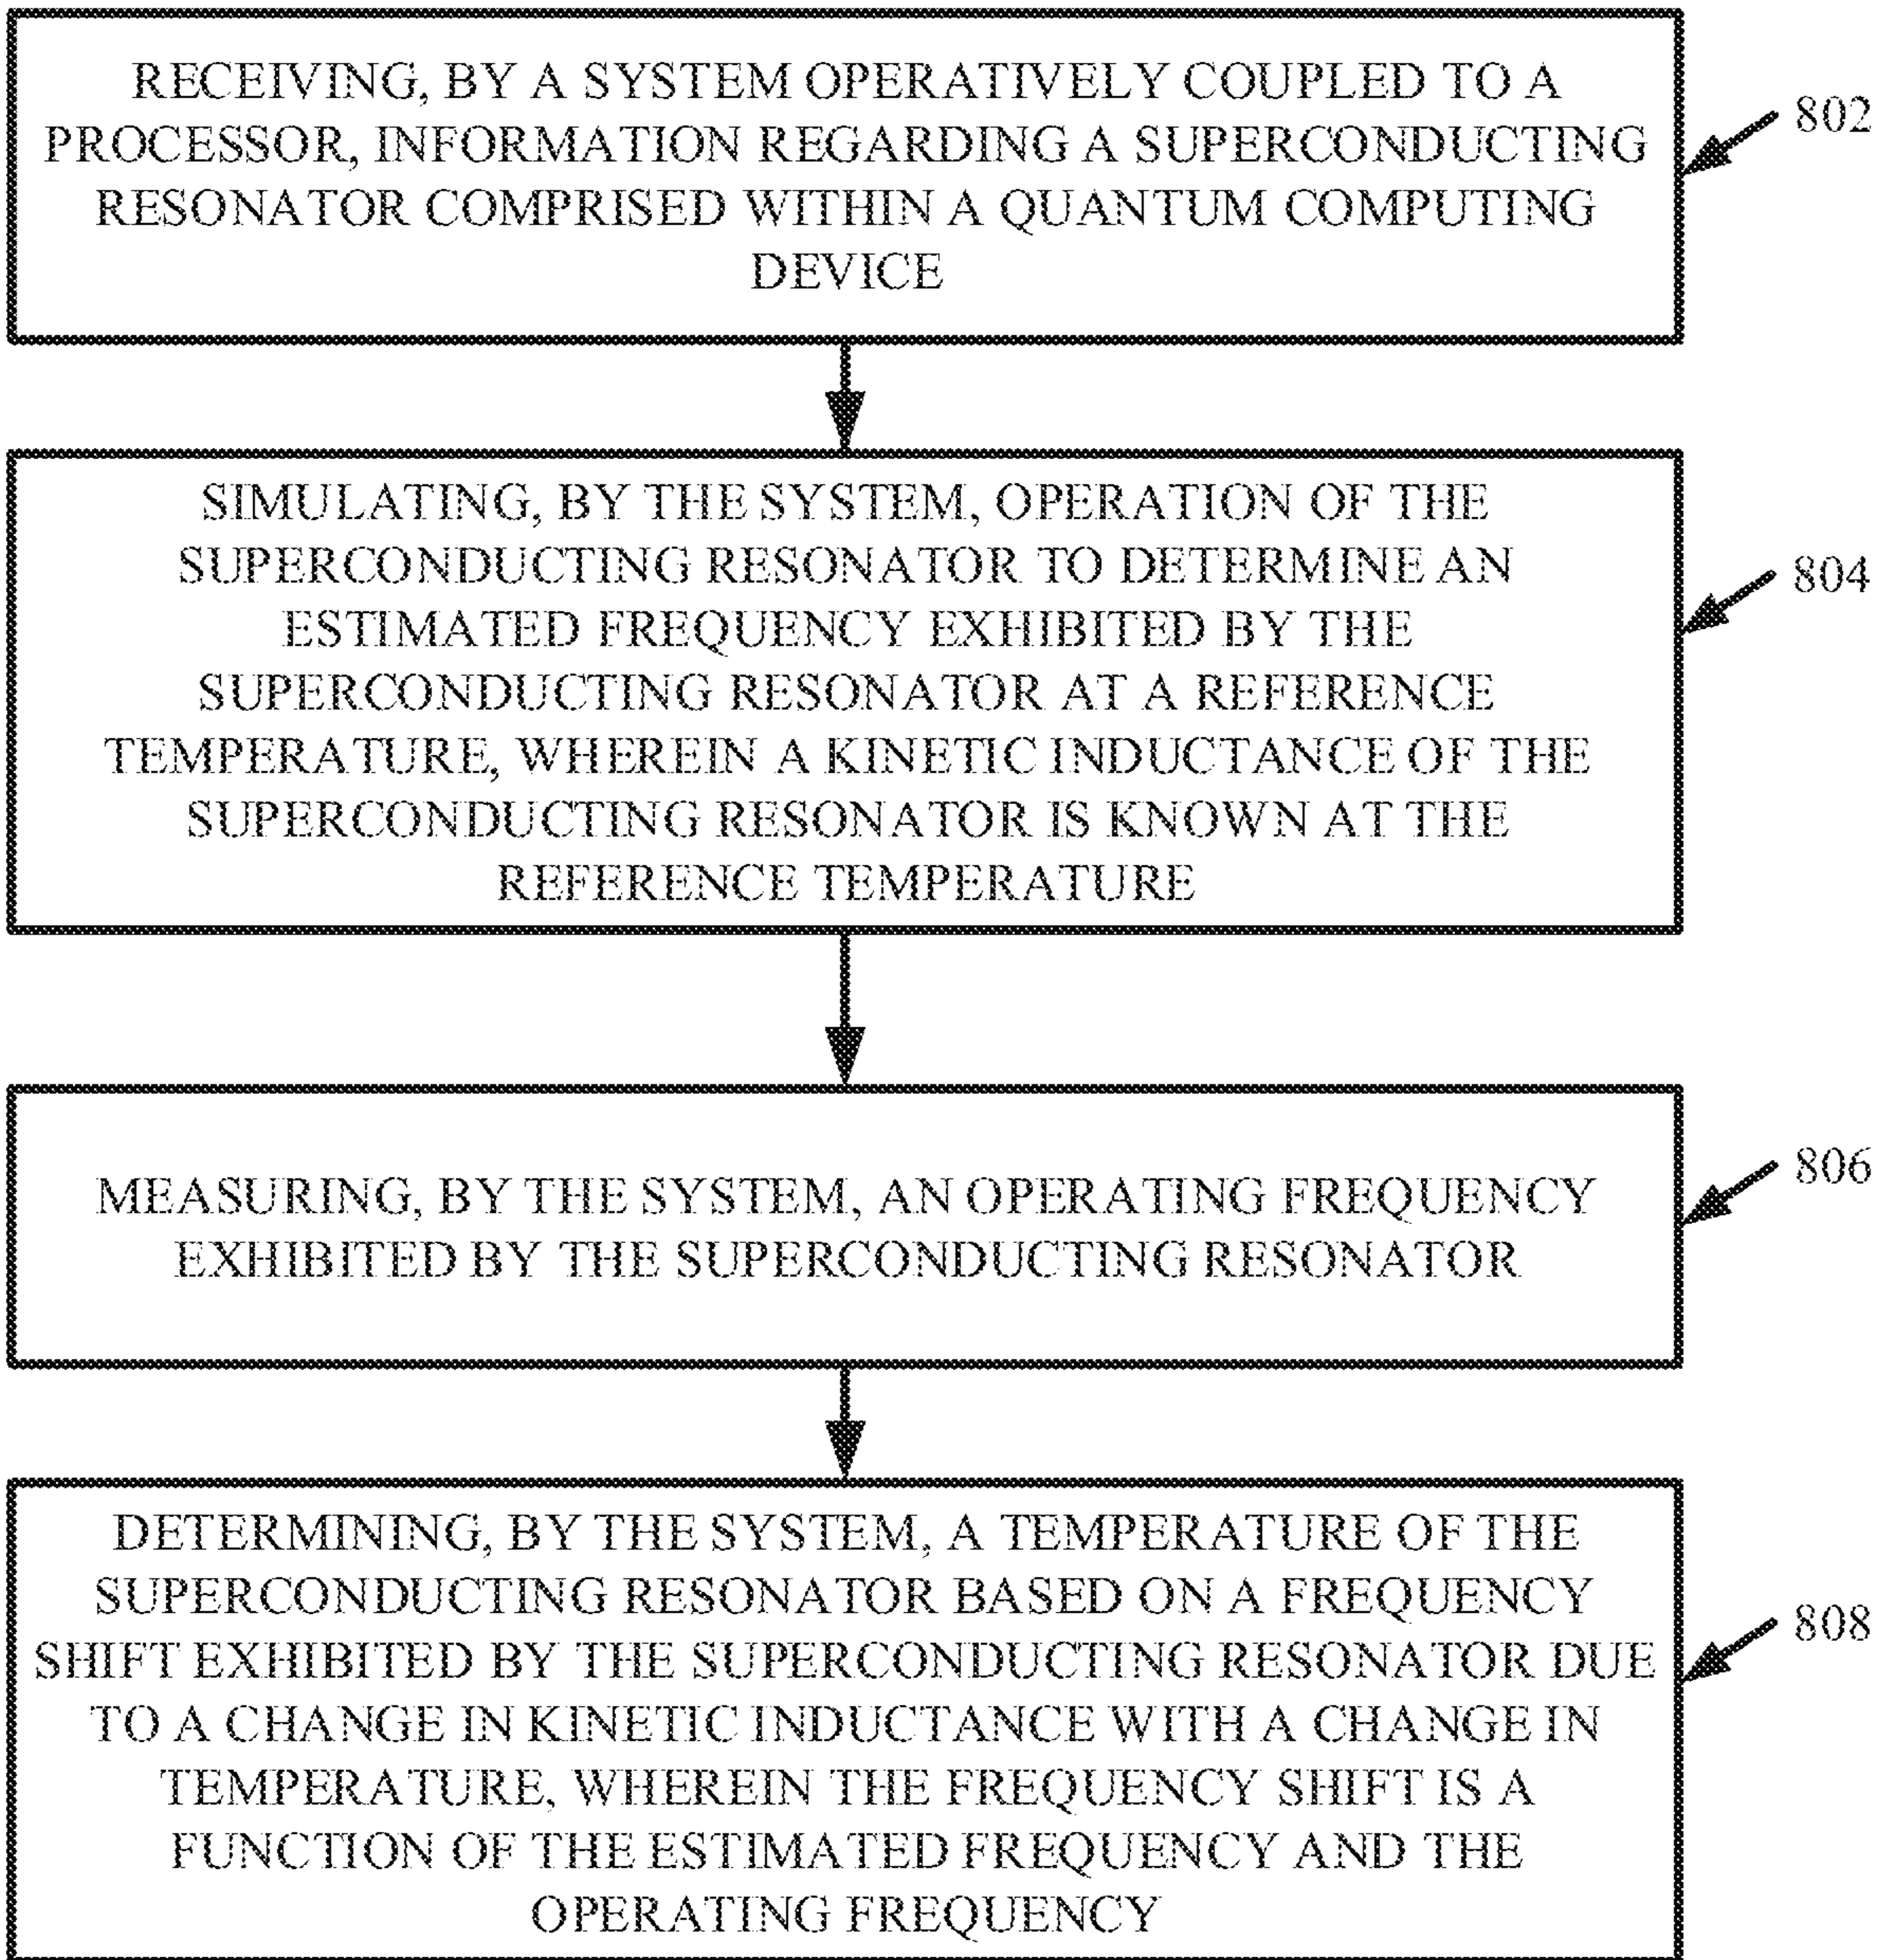 RECEIVING, BY A SYSTEM OPERATIVELY COUPLED TO A
PROCESSOR, INFORMATION REGARDING A SUPERCONDUCTING
RESONATOR COMPRISED WITHIN A QUANTUM COMPUTING
DEVICE
802
SIMULATING, BY THE SYSTEM, OPERATION OF THE
SUPERCONDUCTING RESONATOR TO DETERMINE AN
ESTIMATED FREQUENCY EXHIBITED BY THE
SUPERCONDUCTING RESONATOR AT A REFERENCE
TEMPERATURE, WHEREIN A KINETIC INDUCTANCE OF THE
SUPERCONDUCTING RESONATOR IS KNOWN AT THE
REFERENCE TEMPERATURE
804
MEASURING, BY THE SYSTEM, AN OPERATING FREQUENCY
EXHIBITED BY THE SUPERCONDUCTING RESONATOR
806
DETERMINING, BY THE SYSTEM, A TEMPERATURE OF THE
SUPERCONDUCTING RESONATOR BASED ON A FREQUENCY
SHIFT EXHIBITED BY THE SUPERCONDUCTING RESONATOR DUE
TO A CHANGE IN KINETIC INDUCTANCE WITH A CHANGE IN
TEMPERATURE, WHEREIN THE FREQUENCY SHIFT IS A
FUNCTION OF THE ESTIMATED FREQUENCY AND THE
OPERATING FREQUENCY
808